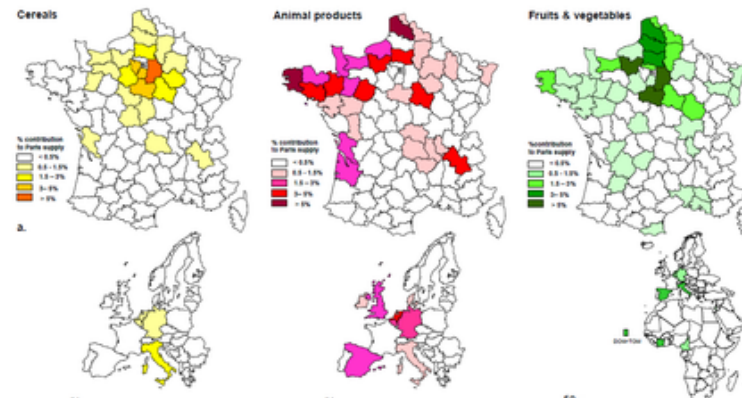 Cereals
% contribution
to Paris supply
< 0.5%
0.5 - 1.5%
1.5 - 3%
3- 5%
> 5%
a.
Animal products
% contribution
to Paris supply
< 0.5%
0.5 - 1.5%
1.5 - 3%
3- 5%
> 5%
Fruits & vegetables
%contribution
to Paris supply
< 0.5%
0.5 - 1.5%
1.5 - 3%
3- 5%
> 5%
DOM-TOM